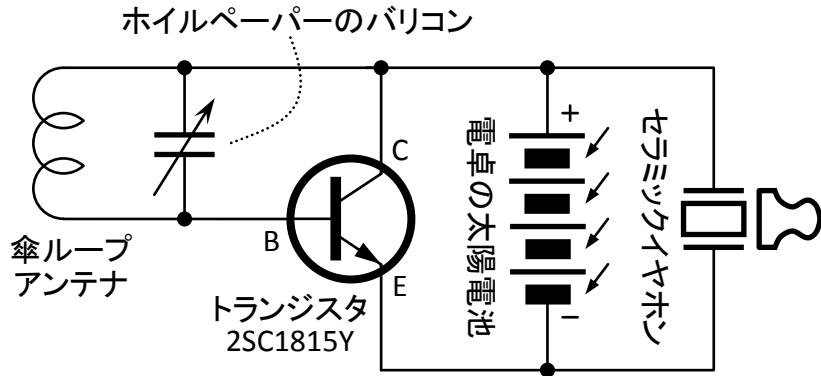 ホイルペーパーのバリコン
傘ループ
アンテナ
B
C
E
トランジスタ
2SC1815Y
+
電卓の太陽電池
−
セラミックイヤホン